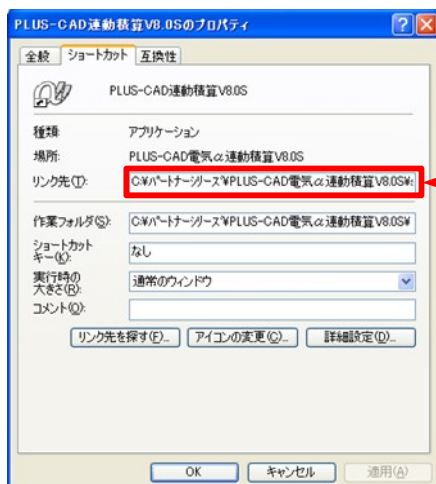 PLUS-CAD連動積算V8.0Sのプロパティ
全般 ショートカット 互換性
PLUS-CAD連動積算V8.0S
種類: アプリケーション
場所: PLUS-CAD電気α連動積算V8.0S
リンク先(T): C:¥パートナーシリーズ¥PLUS-CAD電気α連動積算V8.0S¥
作業フォルダ(S): C:¥パートナーシリーズ¥PLUS-CAD電気α連動積算V8.0S¥
ショートカット
キー(K): なし
実行時の
大きさ(R): 通常のウィンドウ
コメント(O):
リンク先を探す(F)... アイコンの変更(C)... 詳細設定(D)...
OK キャンセル 適用(A)